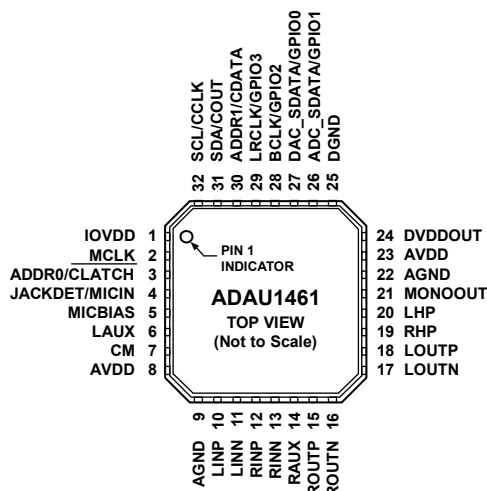 32 SCL/CCLK
31 SDA/COUT
30 ADDR1/CDATA
29 LRCLK/GPIO3
28 BCLK/GPIO2
27 DAC_SDATA/GPIO0
26 ADC_SDATA/GPIO1
25 DGND
IOVDD 1
MCLK 2
ADDR0/CLATCH 3
JACKDET/MICIN 4
MICBIAS 5
LAUX 6
CM 7
AVDD 8
PIN 1
INDICATOR
ADAU1461
TOP VIEW
(Not to Scale)
24 DVDDOUT
23 AVDD
22 AGND
21 MONOOUT
20 LHP
19 RHP
18 LOUTP
17 LOUTN
AGND 9
LINP 10
LINN 11
RINP 12
RINN 13
RAUX 14
ROUTP 15
ROUTN 16